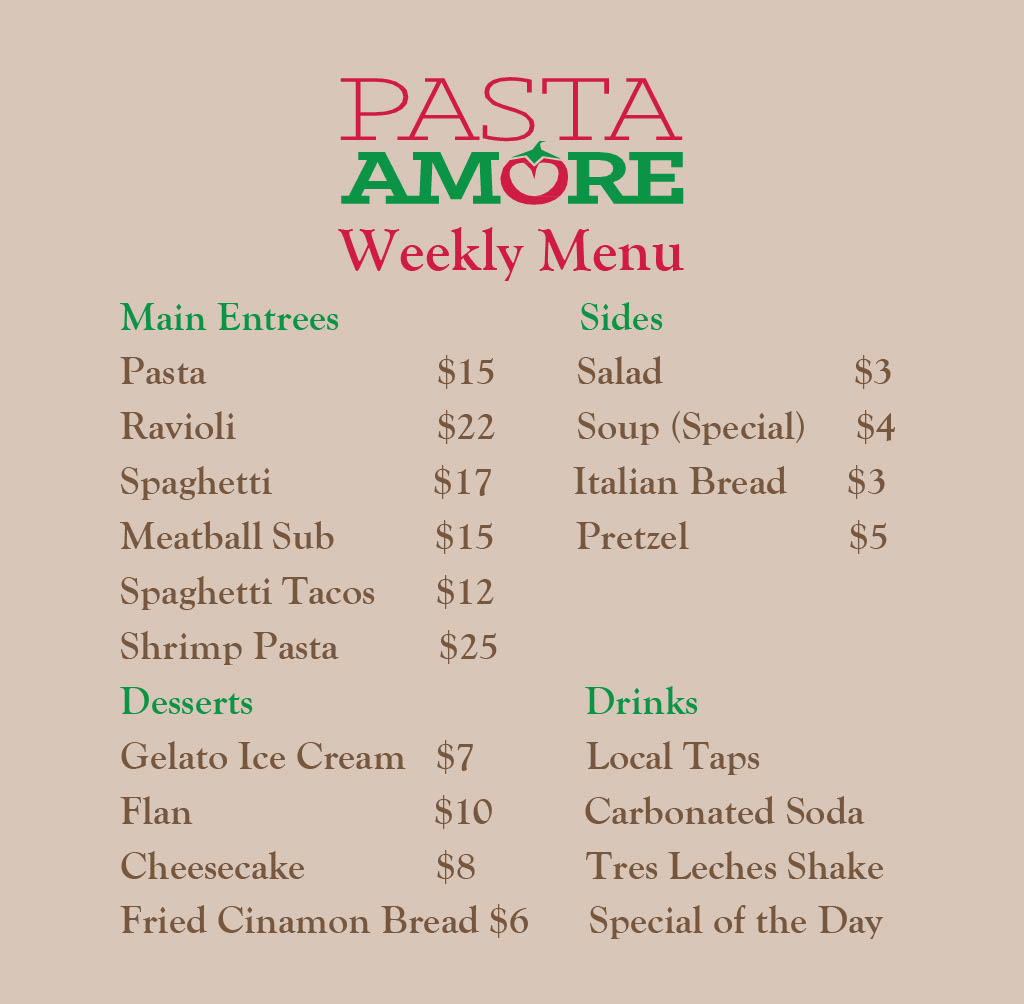 PASTA
AMORE
Weekly Menu
Main Entrees
Pasta $15
Ravioli $22
Spaghetti $17
Meatball Sub $15
Spaghetti Tacos $12
Shrimp Pasta $25
Sides
Salad $3
Soup (Special) $4
Italian Bread $3
Pretzel $5
Desserts
Gelato Ice Cream $7
Flan $10
Cheesecake $8
Fried Cinamon Bread $6
Drinks
Local Taps
Carbonated Soda
Tres Leches Shake
Special of the Day